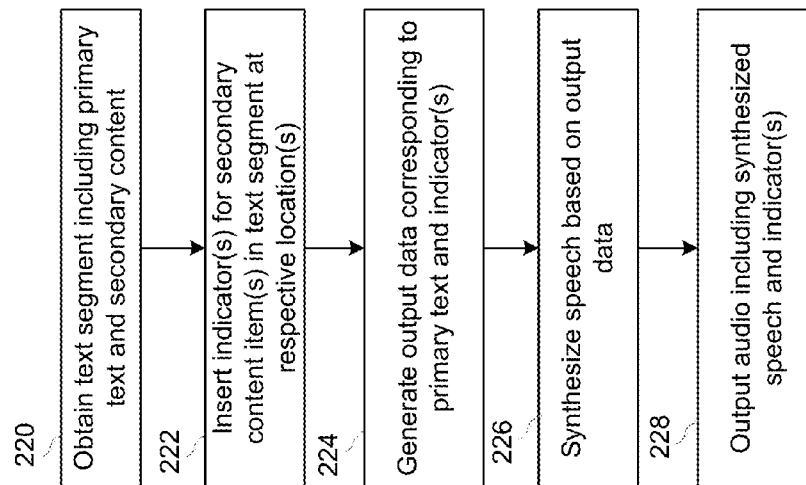 220
Obtain text segment including primary
text and secondary content
222
Insert indicator(s) for secondary
content item(s) in text segment at
respective location(s)
224
Generate output data corresponding to
primary text and indicator(s)
226
Synthesize speech based on output
data
228
Output audio including synthesized
speech and indicator(s)